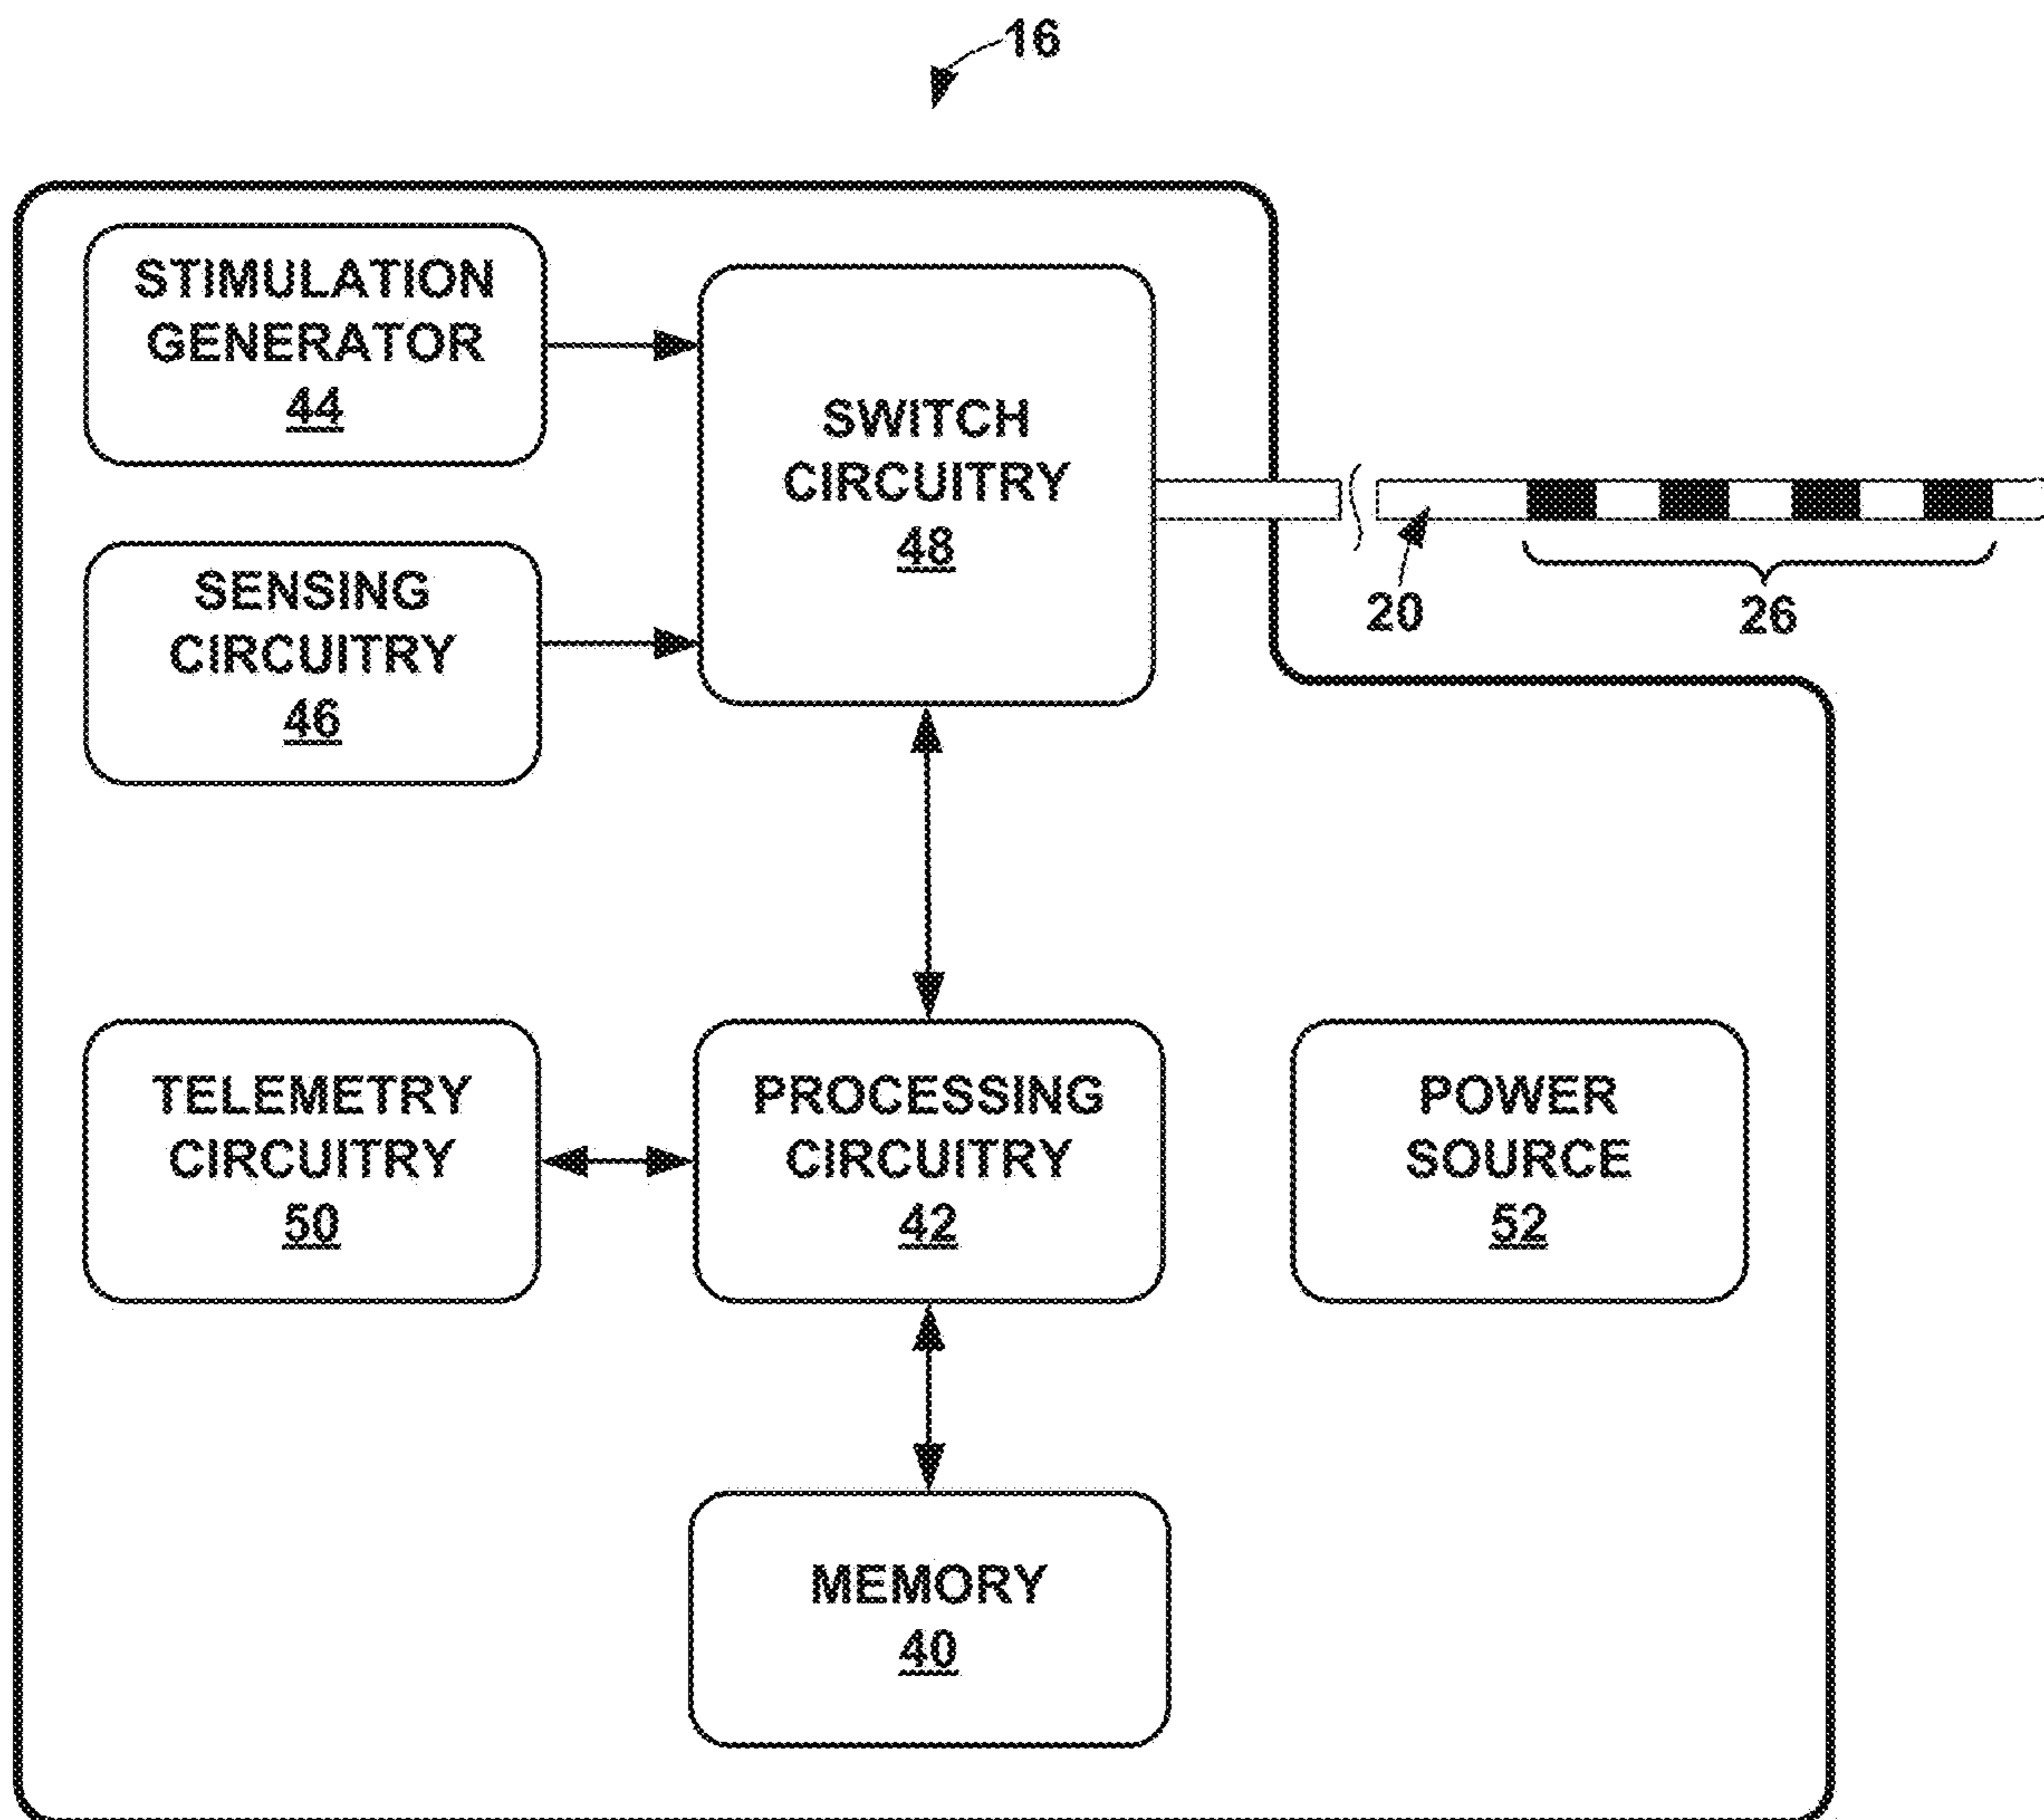 16
STIMULATION
GENERATOR
44
SWITCH
CIRCUITRY
48
SENSING
CIRCUITRY
46
20
26
TELEMETRY
CIRCUITRY
50
PROCESSING
CIRCUITRY
42
POWER
SOURCE
52
MEMORY
40